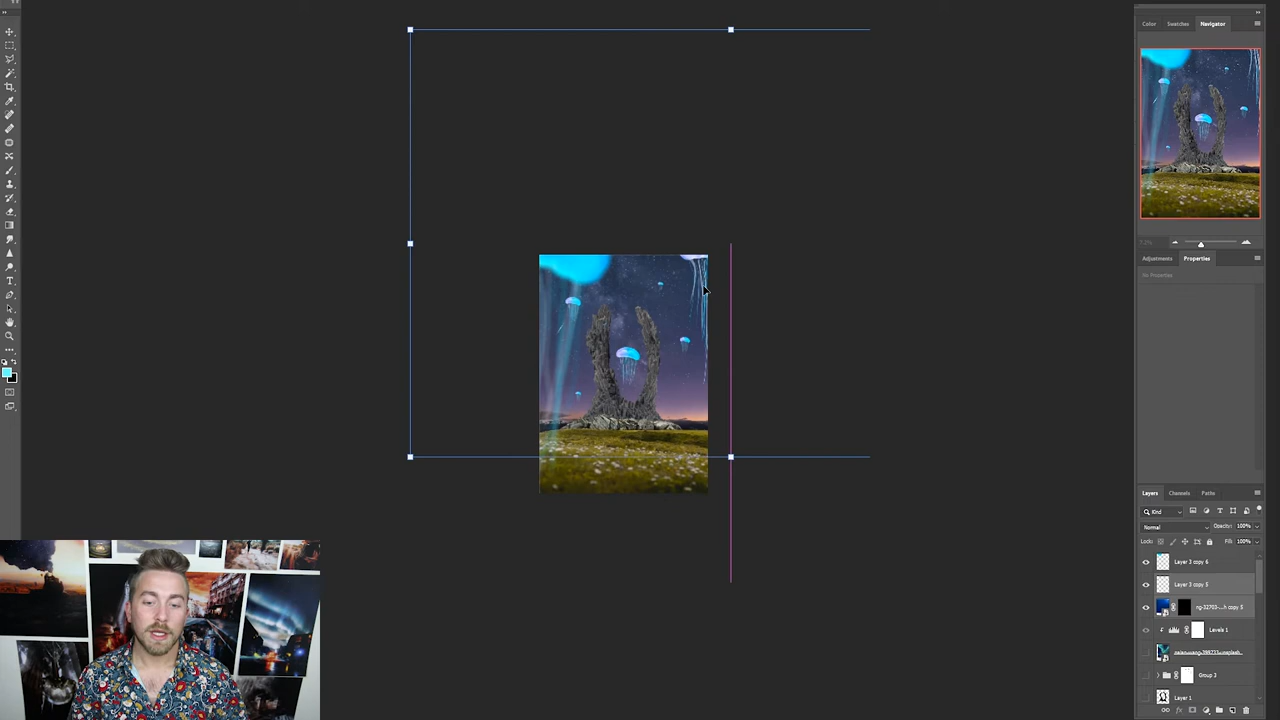 Color Swatches Navigator
Adjustments Properties
No Properties
Layers Channels Paths
Kind
Normal Opacity: 100%
Lock: Fill: 100%
Layer 3 copy 6
Layer 3 copy 5
ng-32703-...h copy 5
Levels 1
Group 3
Layer 1